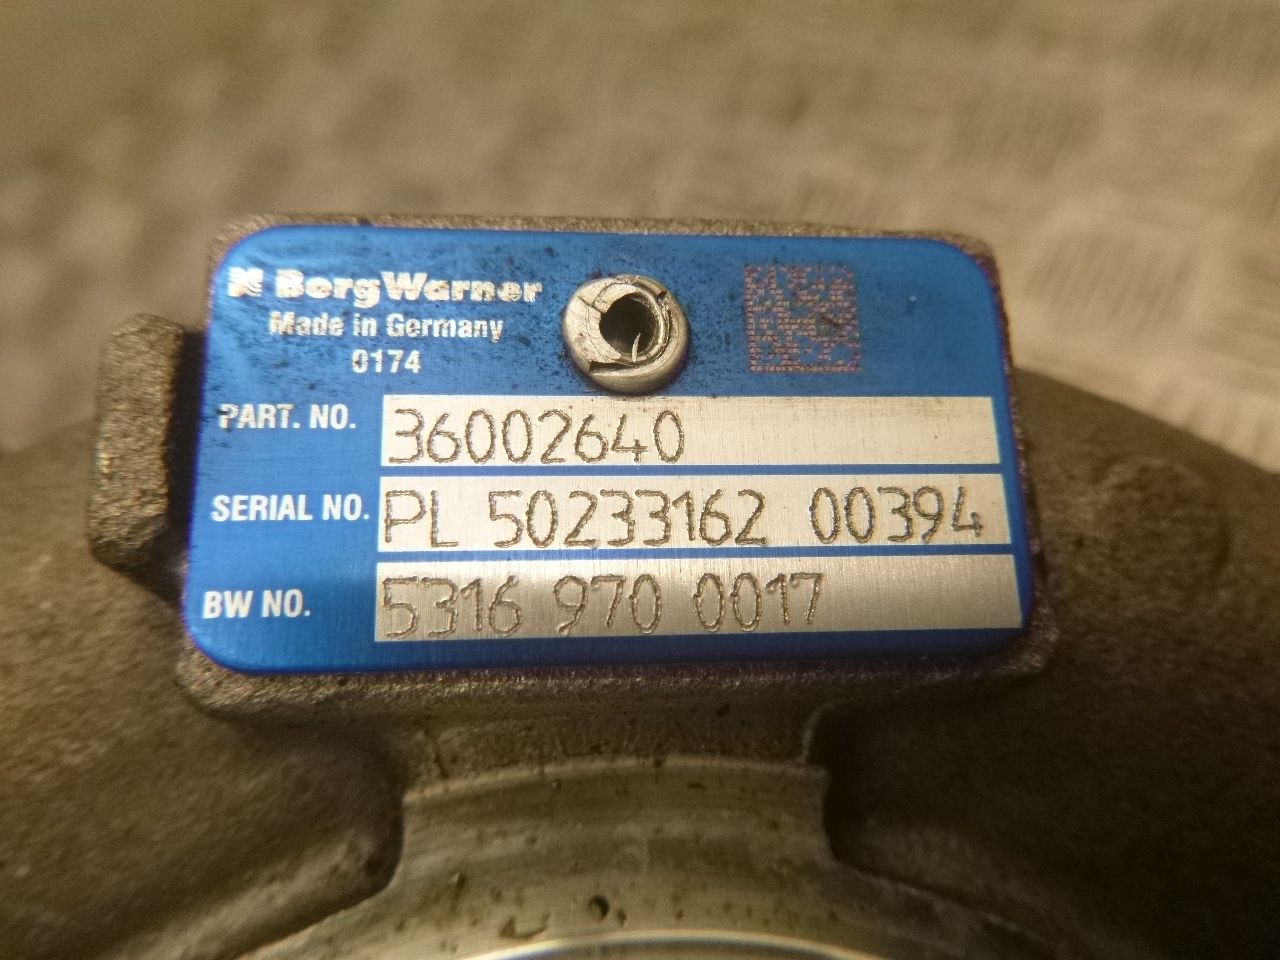 BorgWarner
Made in Germany
0174
PART. NO. 36002640
SERIAL NO. PL 50233162 00394
BW NO. 5316 970 0017